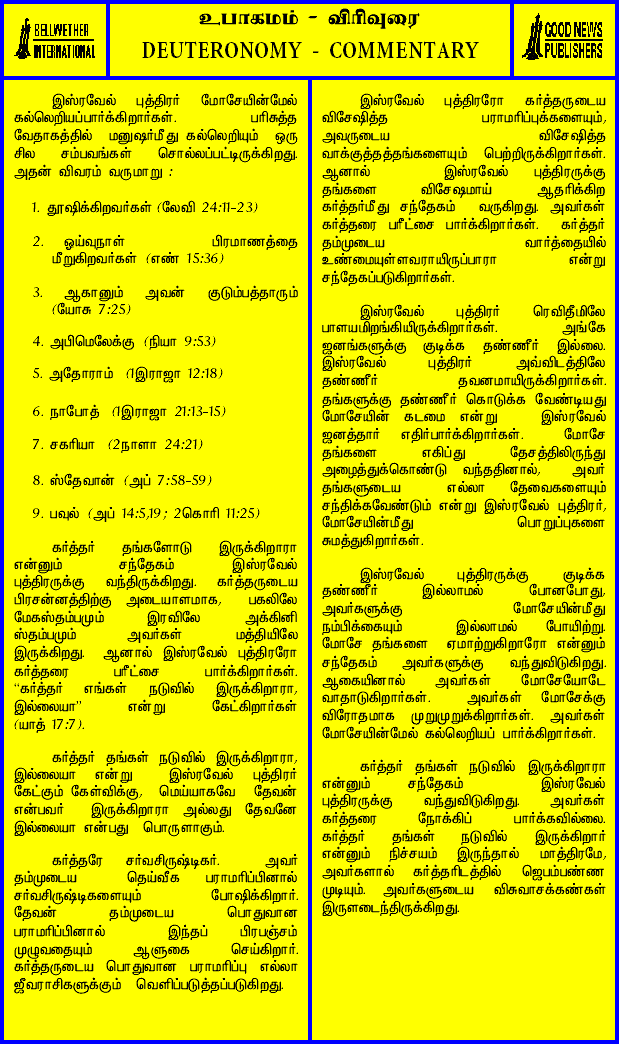 BELLWETHER
INTERNATIONAL
உபாகமம் - விரிவுரை
DEUTERONOMY - COMMENTARY
GOOD NEWS
PUBLISHERS
இஸ்ரவேல் புத்திரர் மோசேயின்மேல்
கல்லெறியப்பார்க்கிறார்கள். பரிசுத்த
வேதாகத்தில் மனுஷர்மீது கல்லெறியும் ஒரு
சில சம்பவங்கள் சொல்லப்பட்டிருக்கிறது.
அதன் விவரம் வருமாறு :
1. தூஷிக்கிறவர்கள் (லேவி 24:11-23)
2. ஓய்வுநாள் பிரமாணத்தை
மீறுகிறவர்கள் (எண் 15:36)
3. ஆகானும் அவன் குடும்பத்தாரும்
(யோசு 7:25)
4. அபிமெலேக்கு (நியா 9:53)
5. அதோராம் (1இராஜா 12:18)
6. நாபோத் (1இராஜா 21:13-15)
7. சகரியா (2நாளா 24:21)
8. ஸ்தேவான் (அப் 7:58-59)
9. பவுல் (அப் 14:5,19; 2கொரி 11:25)
கர்த்தர் தங்களோடு இருக்கிறாரா
என்னும் சந்தேகம் இஸ்ரவேல்
புத்திரருக்கு வந்திருக்கிறது. கர்த்தருடைய
பிரசன்னத்திற்கு அடையாளமாக, பகலிலே
மேகஸ்தம்பமும் இரவிலே அக்கினி
ஸ்தம்பமும் அவர்கள் மத்தியிலே
இருக்கிறது. ஆனால் இஸ்ரவேல் புத்திரரோ
கர்த்தரை பரீட்சை பார்க்கிறார்கள்.
“கர்த்தர் எங்கள் நடுவில் இருக்கிறாரா,
இல்லையா” என்று கேட்கிறார்கள்
(யாத் 17:7).
கர்த்தர் தங்கள் நடுவில் இருக்கிறாரா,
இல்லையா என்று இஸ்ரவேல் புத்திரர்
கேட்கும் கேள்விக்கு, மெய்யாகவே தேவன்
என்பவர் இருக்கிறாரா அல்லது தேவனே
இல்லையா என்பது பொருளாகும்.
கர்த்தரே சர்வசிருஷ்டிகர். அவர்
தம்முடைய தெய்வீக பராமரிப்பினால்
சர்வசிருஷ்டிகளையும் போஷிக்கிறார்.
தேவன் தம்முடைய பொதுவான
பராமரிப்பினால் இந்தப் பிரபஞ்சம்
முழுவதையும் ஆளுகை செய்கிறார்.
கர்த்தருடைய பொதுவான பராமரிப்பு எல்லா
ஜீவராசிகளுக்கும் வெளிப்படுத்தப்படுகிறது.
இஸ்ரவேல் புத்திரரோ கர்த்தருடைய
விசேஷித்த பராமரிப்புக்களையும்,
அவருடைய விசேஷித்த
வாக்குத்தத்தங்களையும் பெற்றிருக்கிறார்கள்.
ஆனால் இஸ்ரவேல் புத்திரருக்கு
தங்களை விசேஷமாய் ஆதரிக்கிற
கர்த்தர்மீது சந்தேகம் வருகிறது. அவர்கள்
கர்த்தரை பரீட்சை பார்க்கிறார்கள். கர்த்தர்
தம்முடைய வார்த்தையில்
உண்மையுள்ளவராயிருப்பாரா என்று
சந்தேகப்படுகிறார்கள்.
இஸ்ரவேல் புத்திரர் ரெவிதீமிலே
பாளயமிறங்கியிருக்கிறார்கள். அங்கே
ஜனங்களுக்கு குடிக்க தண்ணீர் இல்லை.
இஸ்ரவேல் புத்திரர் அவ்விடத்திலே
தண்ணீர் தவனமாயிருக்கிறார்கள்.
தங்களுக்கு தண்ணீர் கொடுக்க வேண்டியது
மோசேயின் கடமை என்று இஸ்ரவேல்
ஜனத்தார் எதிர்பார்க்கிறார்கள். மோசே
தங்களை எகிப்து தேசத்திலிருந்து
அழைத்துக்கொண்டு வந்ததினால், அவர்
தங்களுடைய எல்லா தேவைகளையும்
சந்திக்கவேண்டும் என்று இஸ்ரவேல் புத்திரர்,
மோசேயின்மீது பொறுப்புகளை
சுமத்துகிறார்கள்.
இஸ்ரவேல் புத்திரருக்கு குடிக்க
தண்ணீர் இல்லாமல் போனபோது,
அவர்களுக்கு மோசேயின்மீது
நம்பிக்கையும் இல்லாமல் போயிற்று.
மோசே தங்களை ஏமாற்றுகிறாரோ என்னும்
சந்தேகம் அவர்களுக்கு வந்துவிடுகிறது.
ஆகையினால் அவர்கள் மோசேயோடே
வாதாடுகிறார்கள். அவர்கள் மோசேக்கு
விரோதமாக முறுமுறுக்கிறார்கள். அவர்கள்
மோசேயின்மேல் கல்லெறியப் பார்க்கிறார்கள்.
கர்த்தர் தங்கள் நடுவில் இருக்கிறாரா
என்னும் சந்தேகம் இஸ்ரவேல்
புத்திரருக்கு வந்துவிடுகிறது. அவர்கள்
கர்த்தரை நோக்கிப் பார்க்கவில்லை.
கர்த்தர் தங்கள் நடுவில் இருக்கிறார்
என்னும் நிச்சயம் இருந்தால் மாத்திரமே,
அவர்களால் கர்த்தரிடத்தில் ஜெபம்பண்ண
முடியும். அவர்களுடைய விசுவாசக்கண்கள்
இருளடைந்திருக்கிறது.